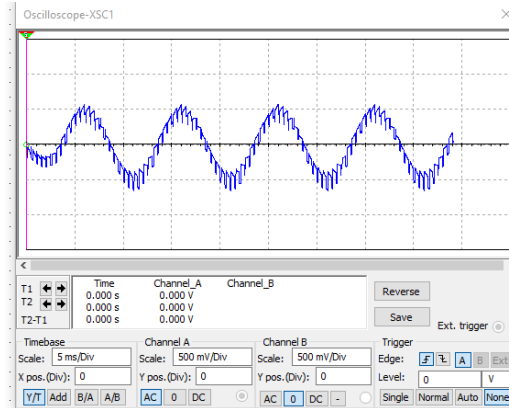 Oscilloscope-XSC1
T1
T2
T2-T1
Time Channel_A Channel_B
0.000 s 0.000 V
0.000 s 0.000 V
0.000 s 0.000 V
Reverse
Save
Ext. trigger
Timebase
Scale: 5 ms/Div
X pos.(Div): 0
Y/T Add B/A A/B
Channel A
Scale: 500 mV/Div
Y pos.(Div): 0
AC 0 DC
Channel B
Scale: 500 mV/Div
Y pos.(Div): 0
AC 0 DC -
Trigger
Edge: A B Ext
Level: 0 V
Single Normal Auto None